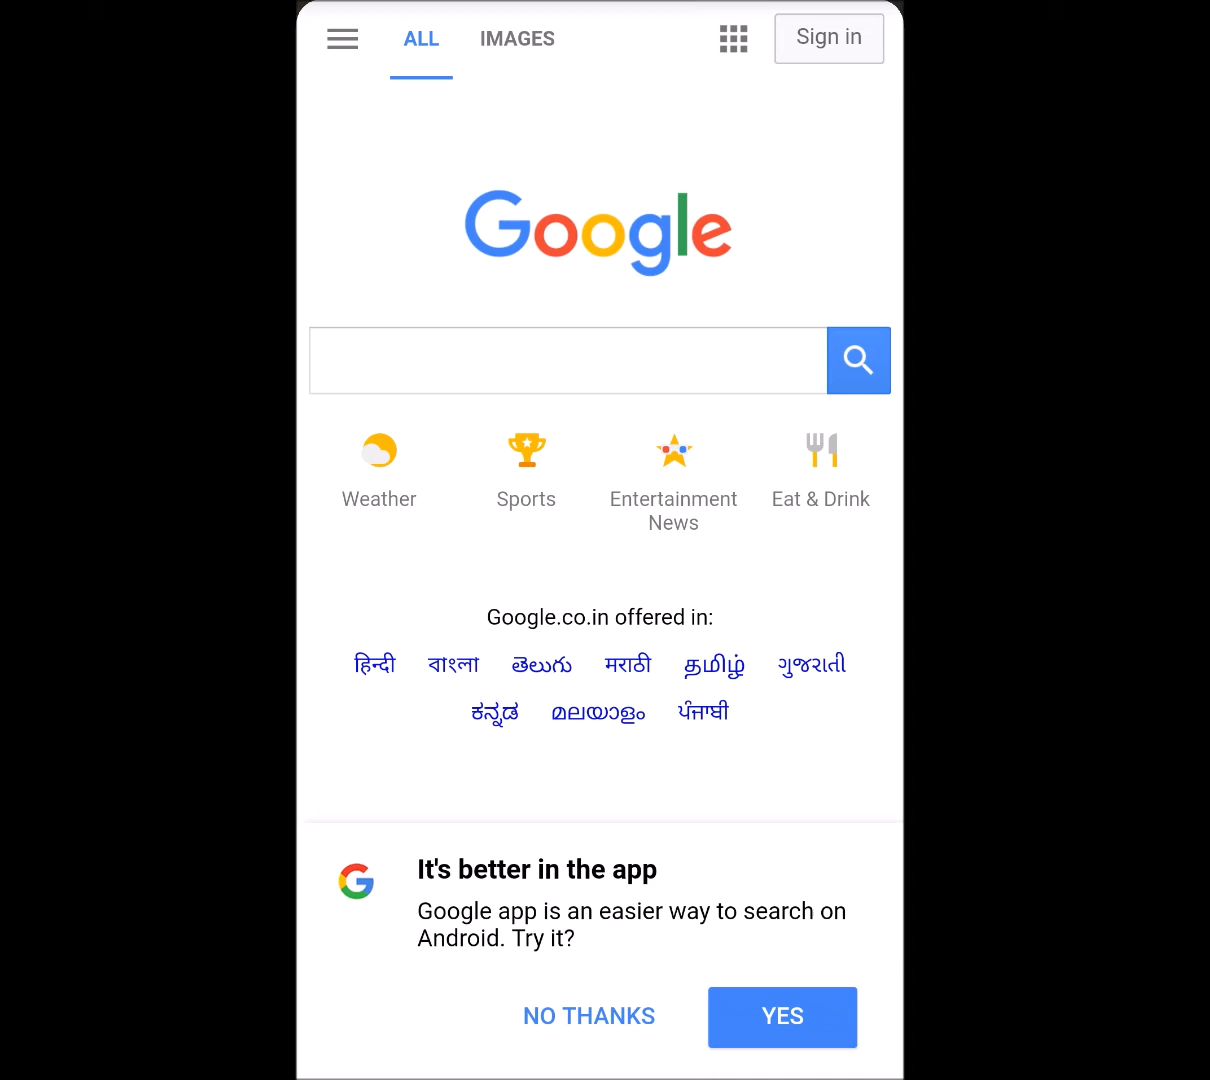 ALL IMAGES Sign in
Google
Weather Sports Entertainment News Eat & Drink
Google.co.in offered in:
हिन्दी বাংলা తెలుగు मराठी தமிழ் ગુજરાતી
ಕನ್ನಡ മലയാളം ਪੰਜਾਬੀ
It's better in the app
Google app is an easier way to search on
Android. Try it?
NO THANKS YES